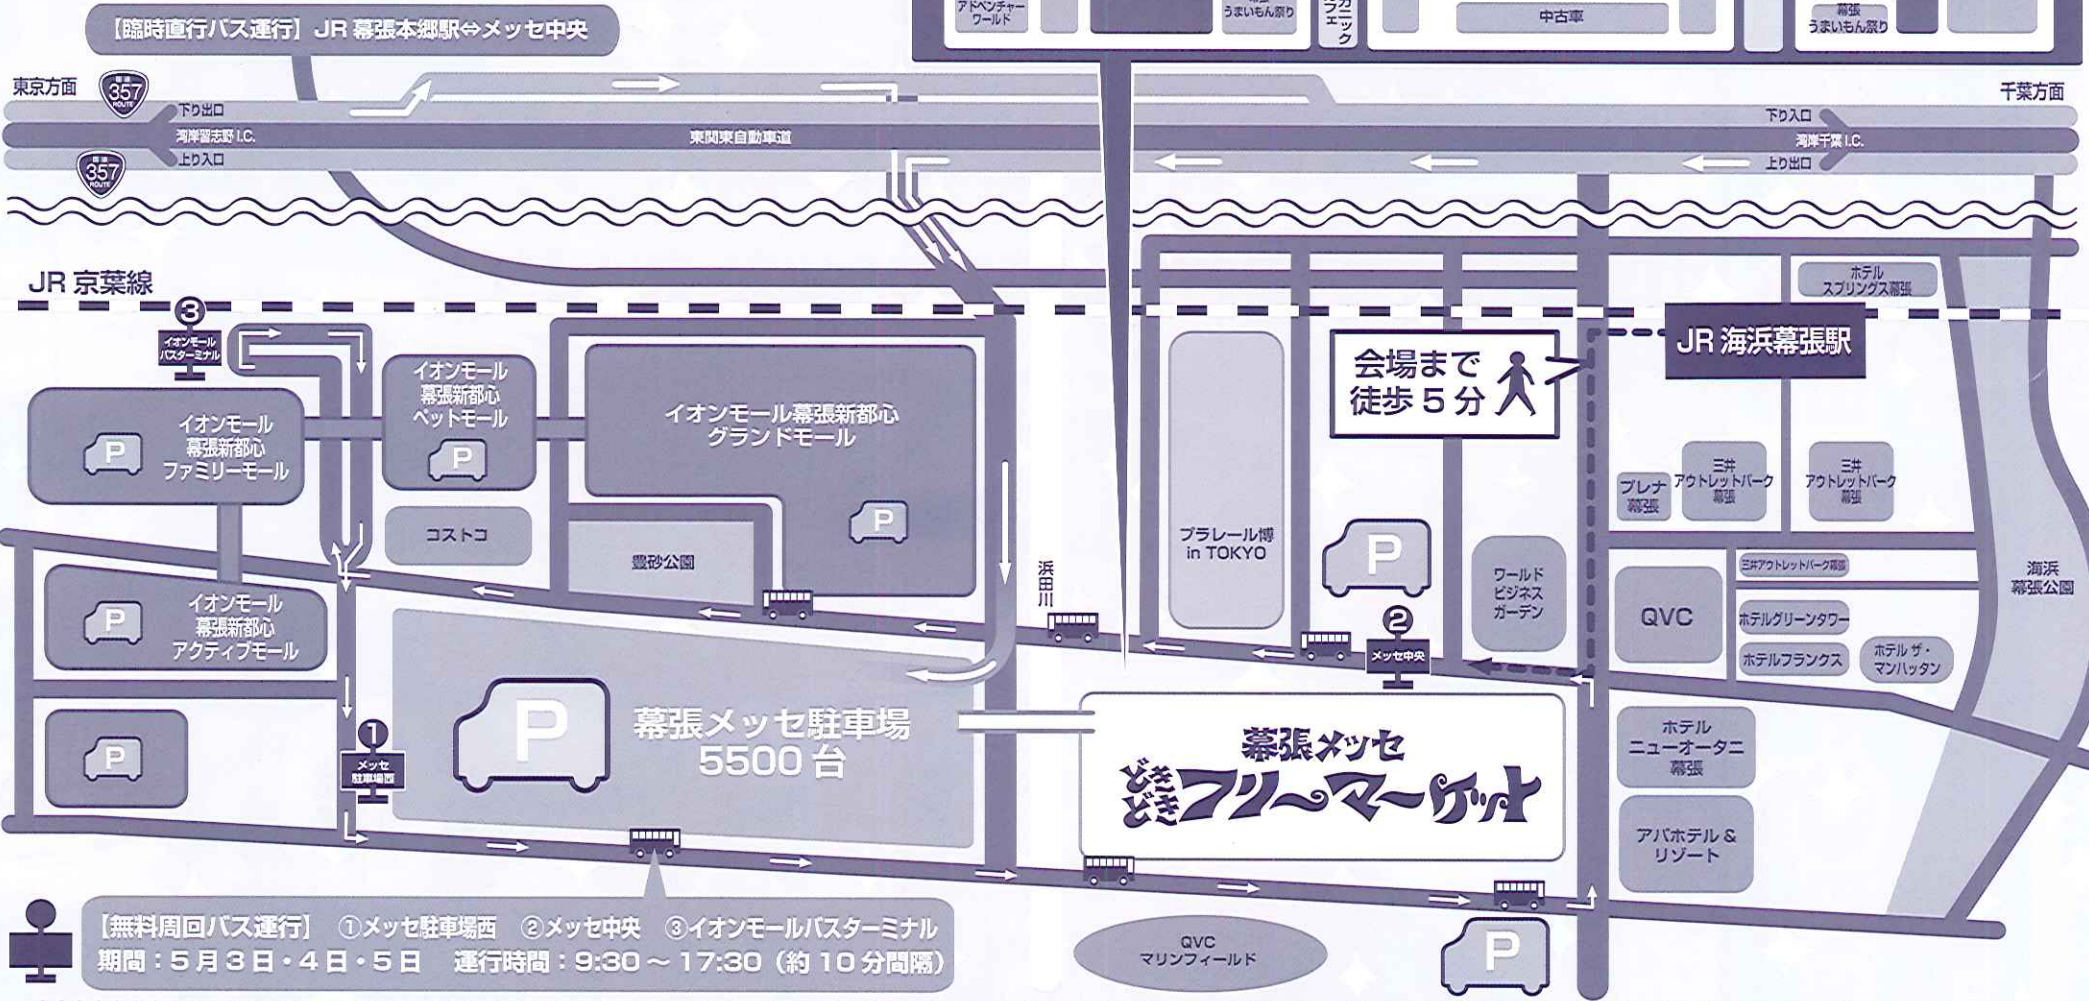 アドベンチャー
ワールド
うまいもん祭り
中古車
幕張
うまいもん祭り
【臨時直行バス運行】JR 幕張本郷駅⇔メッセ中央
東京方面
国道
357
ROUTE
千葉方面
下り出口
下り入口
湾岸習志野 I.C.
東関東自動車道
湾岸千葉 I.C.
上り入口
上り出口
国道
357
ROUTE
JR 京葉線
ホテル
スプリングス幕張
③
イオンモール
バスターミナル
JR 海浜幕張駅
会場まで
徒歩 5 分
イオンモール
幕張新都心
ペットモール
P
イオンモール幕張新都心
グランドモール
P
イオンモール
幕張新都心
ファミリーモール
P
プレナ
幕張
三井
アウトレットパーク
幕張
三井
アウトレットパーク
幕張
コストコ
豊砂公園
プラレール博
in TOKYO
P
ワールド
ビジネス
ガーデン
三井アウトレットパーク幕張
海浜
幕張公園
浜田川
イオンモール
幕張新都心
アクティブモール
P
QVC
ホテルグリーンタワー
ホテルフランクス
ホテル ザ・
マンハッタン
②
メッセ中央
P
幕張メッセ駐車場
5500 台
P
①
メッセ
駐車場西
幕張メッセ
どきどき
フリーマーケット
ホテル
ニューオータニ
幕張
アパホテル &
リゾート
【無料周回バス運行】 ①メッセ駐車場西 ②メッセ中央 ③イオンモールバスターミナル
期間：5 月 3 日・4 日・5 日 運行時間：9:30 ～ 17:30（約 10 分間隔）
QVC
マリンフィールド
P